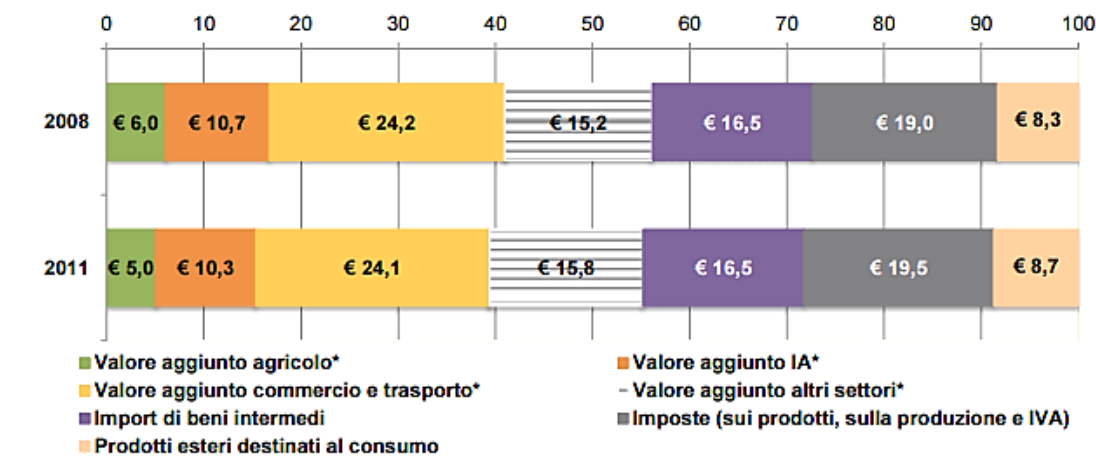 0 10 20 30 40 50 60 70 80 90 100
2008 € 6,0 € 10,7 € 24,2 € 15,2 € 16,5 € 19,0 € 8,3
2011 € 5,0 € 10,3 € 24,1 € 15,8 € 16,5 € 19,5 € 8,7
Valore aggiunto agricolo* Valore aggiunto IA*
Valore aggiunto commercio e trasporto* Valore aggiunto altri settori*
Import di beni intermedi Imposte (sui prodotti, sulla produzione e IVA)
Prodotti esteri destinati al consumo